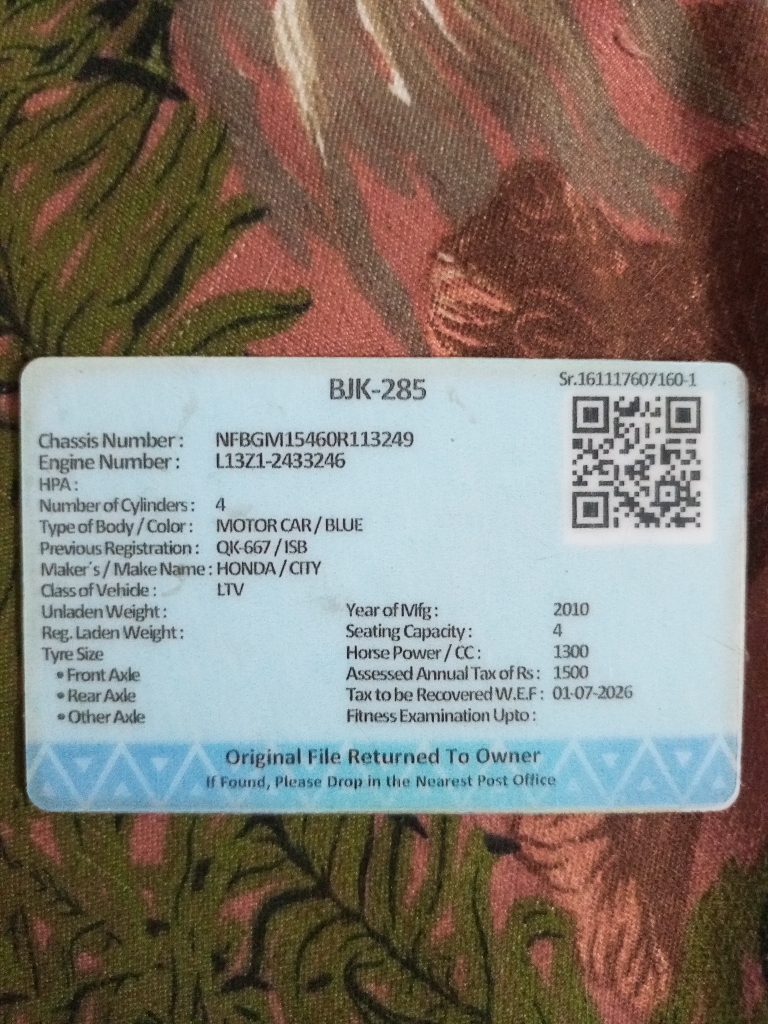 BJK-285
Sr.161117607160-1
Chassis Number : NFBGM15460R113249
Engine Number : L13Z1-2433246
HPA :
Number of Cylinders : 4
Type of Body / Color : MOTOR CAR / BLUE
Previous Registration : QK-667 / ISB
Maker's / Make Name : HONDA / CITY
Class of Vehicle : LTV
Unladen Weight : Year of Mfg : 2010
Reg. Laden Weight : Seating Capacity : 4
Tyre Size Horse Power / CC : 1300
• Front Axle Assessed Annual Tax of Rs : 1500
• Rear Axle Tax to be Recovered W.E.F : 01-07-2026
• Other Axle Fitness Examination Upto :
Original File Returned To Owner
If Found, Please Drop in the Nearest Post Office